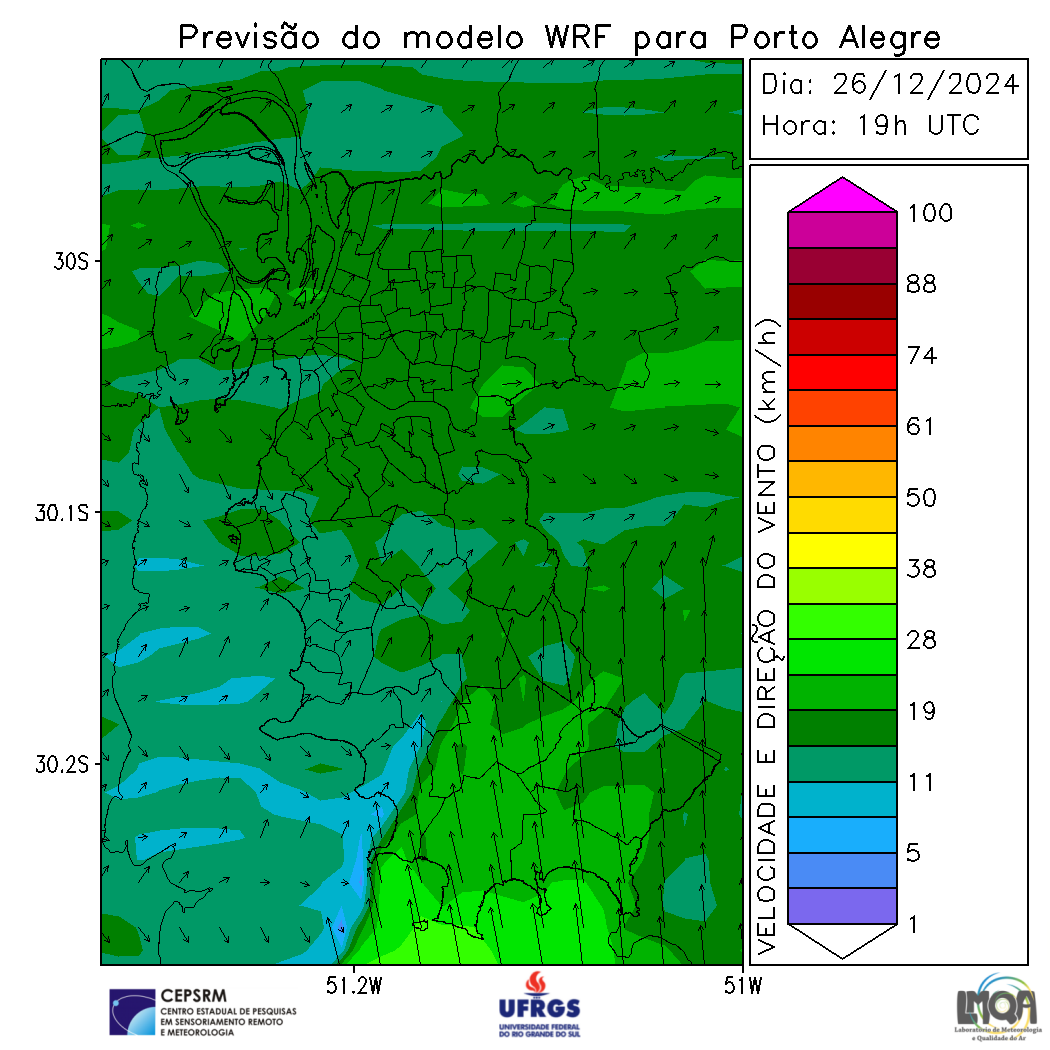 Previsão do modelo WRF para Porto Alegre
Dia: 26/12/2024
Hora: 19h UTC
30S
30.1S
30.2S
51.2W
51W
VELOCIDADE E DIREÇÃO DO VENTO (km/h)
100
88
74
61
50
38
28
19
11
5
1
CEPSRM
CENTRO ESTADUAL DE PESQUISAS
EM SENSORIAMENTO REMOTO
E METEOROLOGIA
UFRGS
UNIVERSIDADE FEDERAL
DO RIO GRANDE DO SUL
LMQA
Laboratório de Meteorologia
e Qualidade do Ar